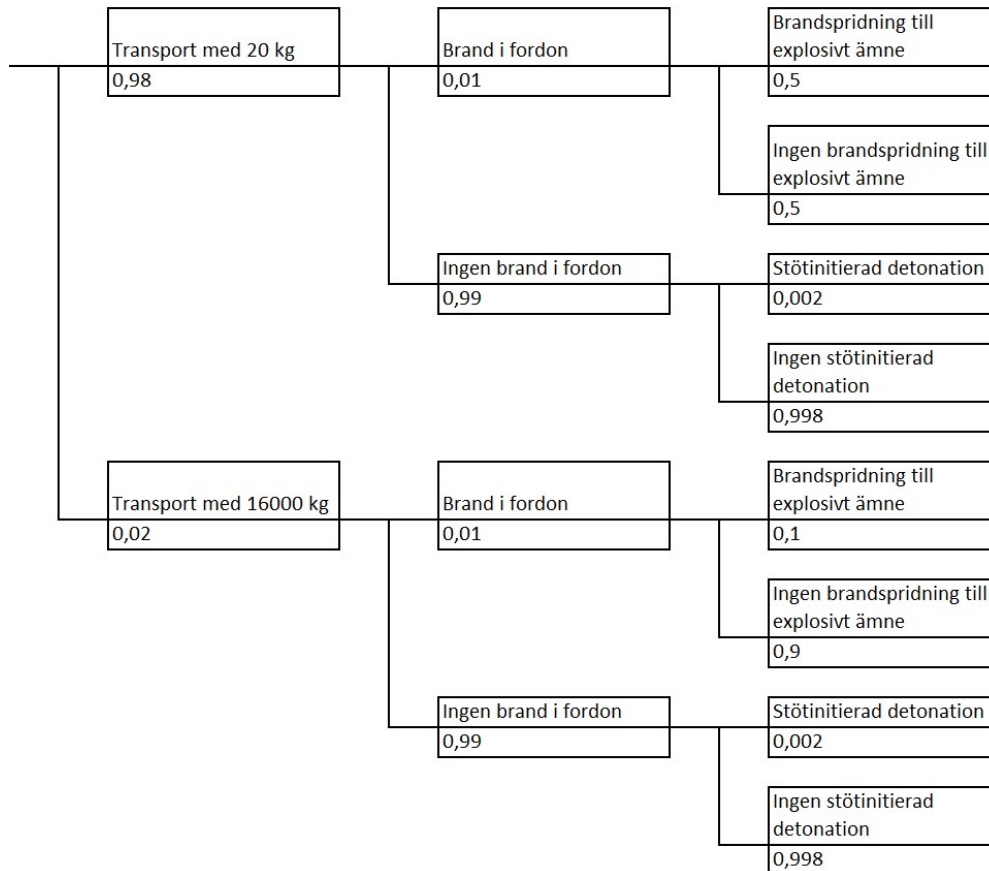 Transport med 20 kg
0,98
Brand i fordon
0,01
Brandspridning till
explosivt ämne
0,5
Ingen brandspridning till
explosivt ämne
0,5
Ingen brand i fordon
0,99
Stötinitierad detonation
0,002
Ingen stötinitierad
detonation
0,998
Transport med 16000 kg
0,02
Brand i fordon
0,01
Brandspridning till
explosivt ämne
0,1
Ingen brandspridning till
explosivt ämne
0,9
Ingen brand i fordon
0,99
Stötinitierad detonation
0,002
Ingen stötinitierad
detonation
0,998